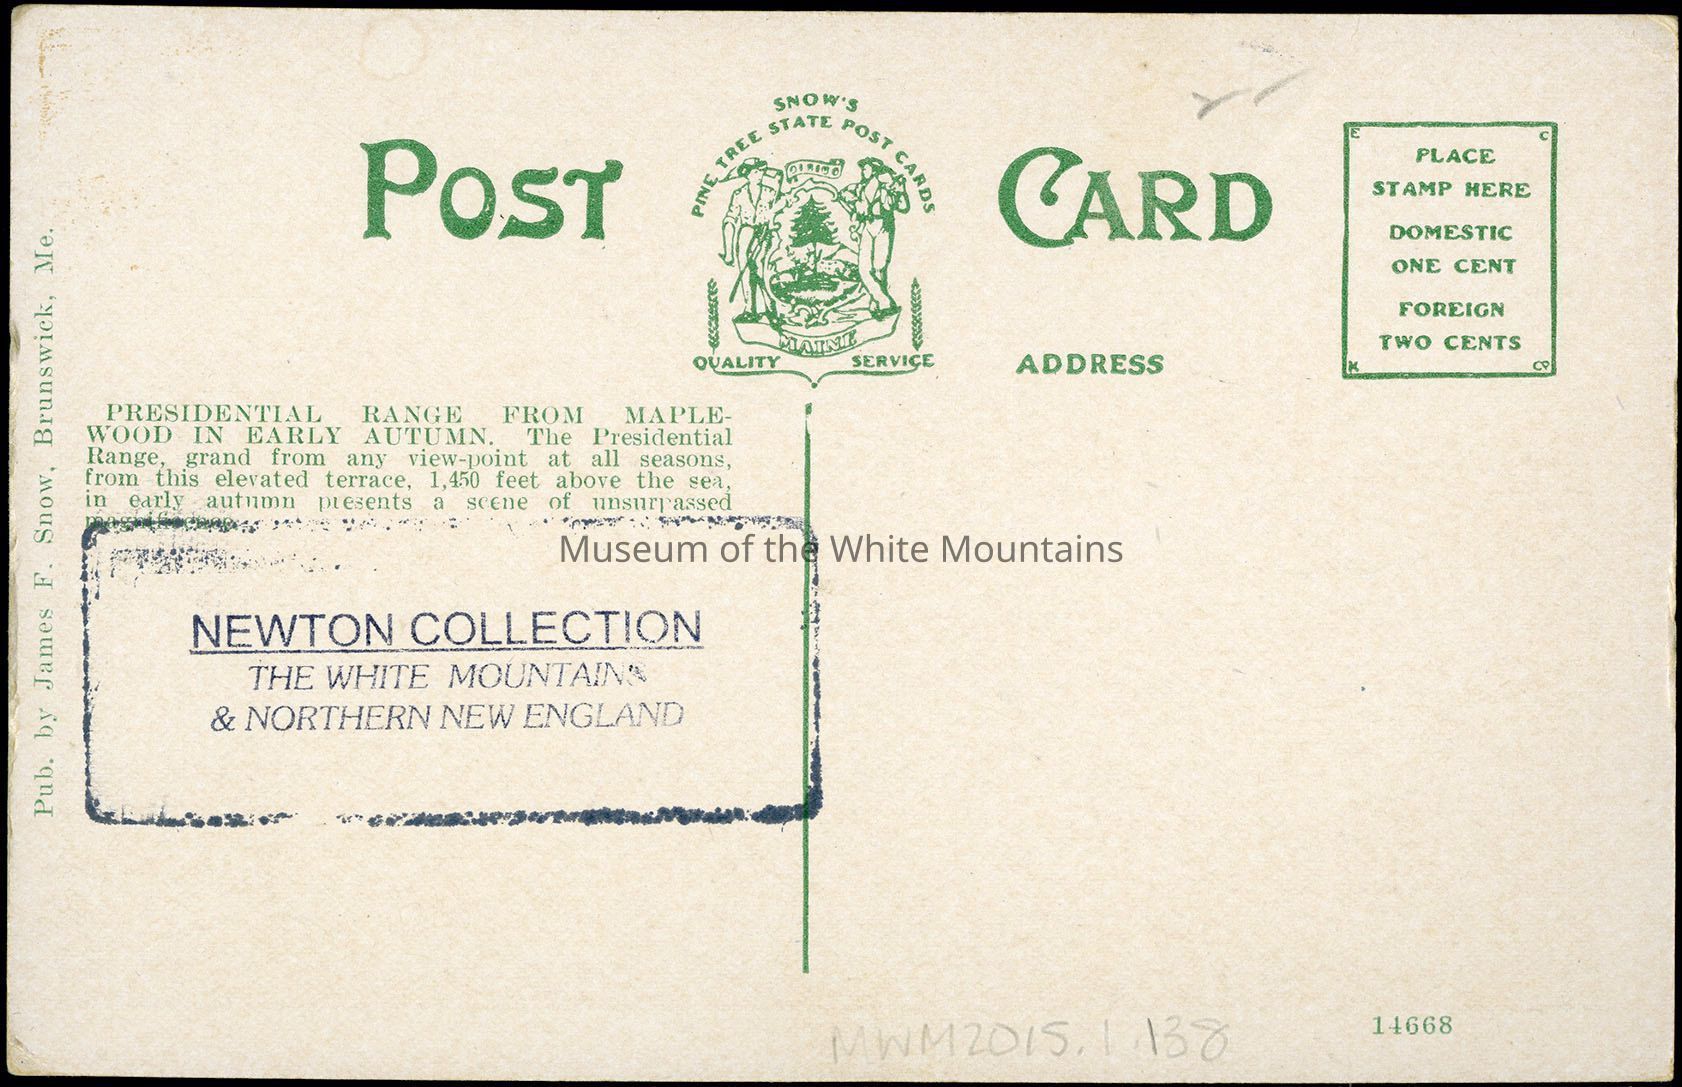 SNOW'S
PINE TREE STATE POST CARDS
POST CARD
DIRIGO
MAINE
QUALITY SERVICE
ADDRESS
E C
PLACE
STAMP HERE
DOMESTIC
ONE CENT
FOREIGN
TWO CENTS
K Co
PRESIDENTIAL RANGE FROM MAPLE-
WOOD IN EARLY AUTUMN. The Presidential
Range, grand from any view-point at all seasons,
from this elevated terrace, 1,450 feet above the sea,
in early autumn presents a scene of unsurpassed
magnificence.
Museum of the White Mountains
NEWTON COLLECTION
THE WHITE MOUNTAINS
& NORTHERN NEW ENGLAND
Pub. by James F. Snow, Brunswick, Me.
14668
MWM2015.1.138